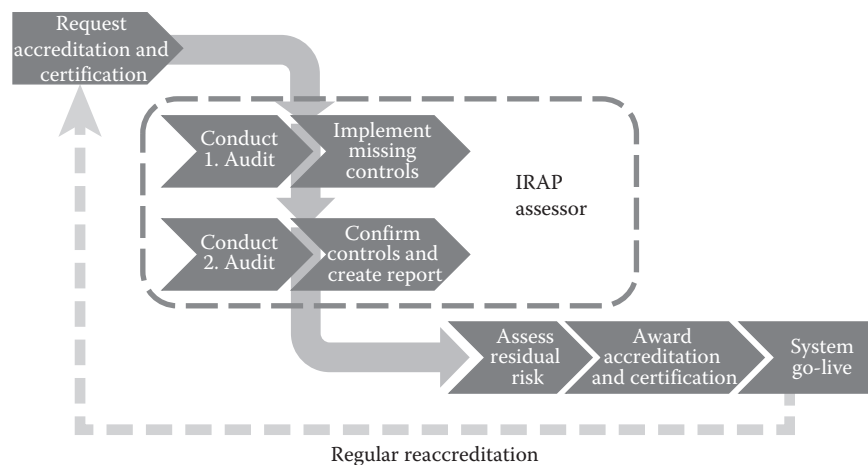 Request
accreditation and
certification
Conduct
1. Audit
Implement
missing
controls
IRAP
assessor
Conduct
2. Audit
Confirm
controls and
create report
Assess
residual
risk
Award
accreditation
and certification
System
go-live
Regular reaccreditation